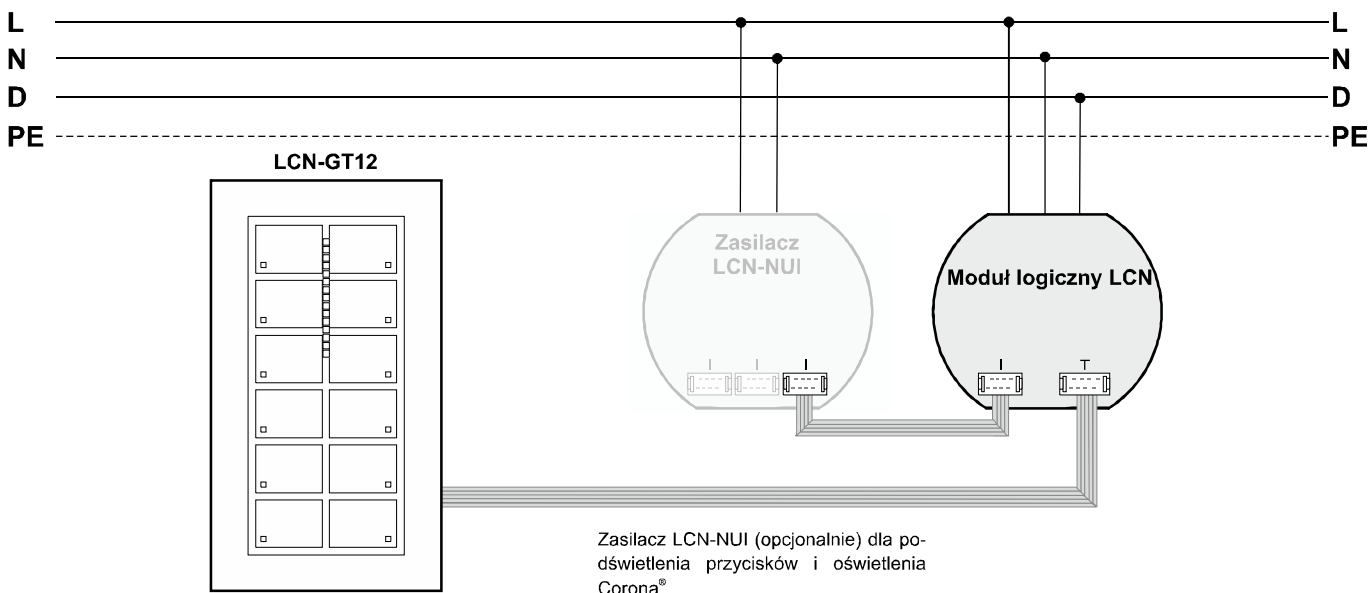 L L
N N
D D
PE PE
LCN-GT12
Zasilacz
LCN-NUI
Moduł logiczny LCN
I I I I T
Zasilacz LCN-NUI (opcjonalnie) dla po-
dświetlenia przycisków i oświetlenia
Corona®